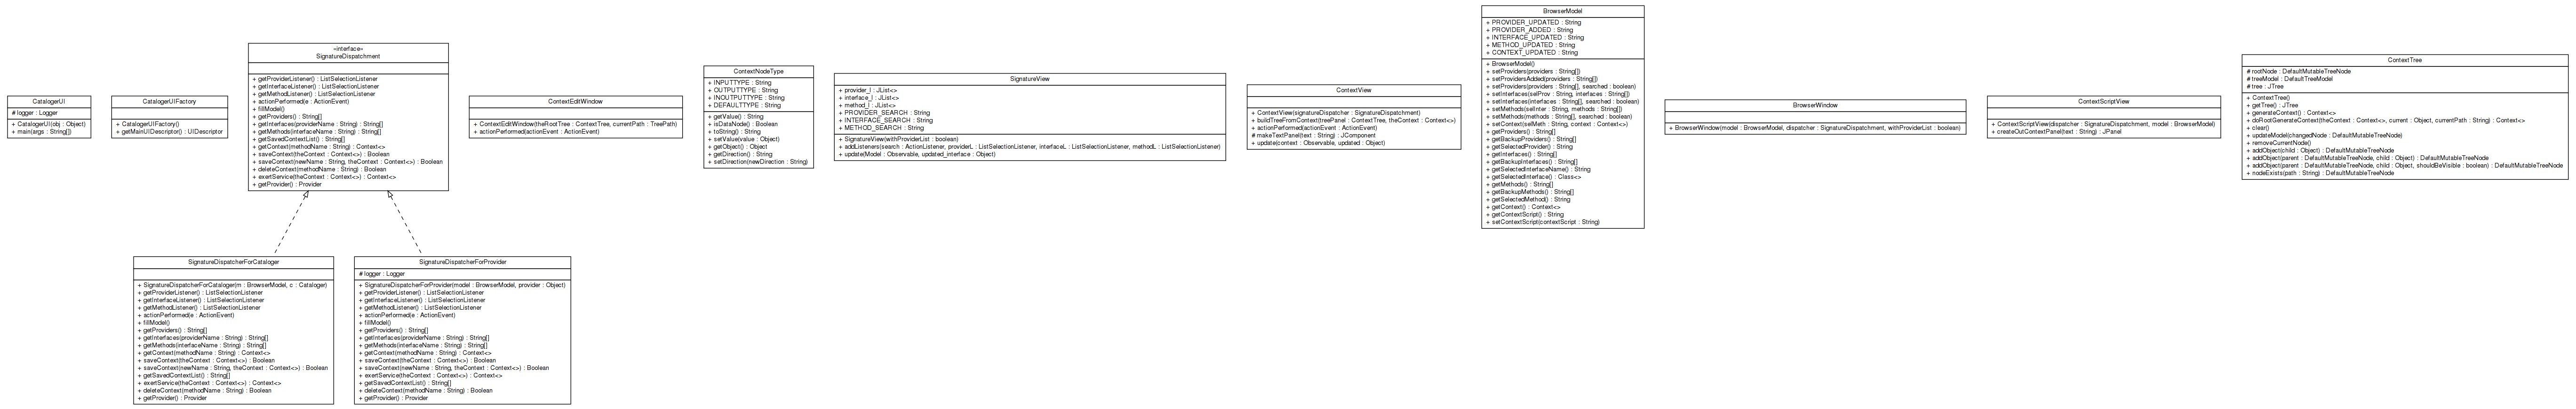 CatalogerUI
# logger : Logger
+ CatalogerUI(obj : Object)
+ main(args : String[])
CatalogerUIFactory
+ CatalogerUIFactory()
+ getMainUIDescriptor() : UIDescriptor
«interface»
SignatureDispatchment
+ getProviderListener() : ListSelectionListener
+ getInterfaceListener() : ListSelectionListener
+ getMethodListener() : ListSelectionListener
+ actionPerformed(e : ActionEvent)
+ fillModel()
+ getProviders() : String[]
+ getInterfaces(providerName : String) : String[]
+ getMethods(interfaceName : String) : String[]
+ getSavedContextList() : String[]
+ getContext(methodName : String) : Context<>
+ saveContext(theContext : Context<>) : Boolean
+ saveContext(newName : String, theContext : Context<>) : Boolean
+ deleteContext(methodName : String) : Boolean
+ exertService(theContext : Context<>) : Context<>
+ getProvider() : Provider
SignatureDispatcherForCataloger
+ SignatureDispatcherForCataloger(m : BrowserModel, c : Cataloger)
+ getProviderListener() : ListSelectionListener
+ getInterfaceListener() : ListSelectionListener
+ getMethodListener() : ListSelectionListener
+ actionPerformed(e : ActionEvent)
+ fillModel()
+ getProviders() : String[]
+ getInterfaces(providerName : String) : String[]
+ getMethods(interfaceName : String) : String[]
+ getContext(methodName : String) : Context<>
+ saveContext(theContext : Context<>) : Boolean
+ saveContext(newName : String, theContext : Context<>) : Boolean
+ getSavedContextList() : String[]
+ exertService(theContext : Context<>) : Context<>
+ deleteContext(methodName : String) : Boolean
+ getProvider() : Provider
SignatureDispatcherForProvider
# logger : Logger
+ SignatureDispatcherForProvider(model : BrowserModel, provider : Object)
+ getProviderListener() : ListSelectionListener
+ getInterfaceListener() : ListSelectionListener
+ getMethodListener() : ListSelectionListener
+ actionPerformed(e : ActionEvent)
+ fillModel()
+ getProviders() : String[]
+ getInterfaces(providerName : String) : String[]
+ getMethods(interfaceName : String) : String[]
+ getContext(methodName : String) : Context<>
+ saveContext(theContext : Context<>) : Boolean
+ saveContext(newName : String, theContext : Context<>) : Boolean
+ exertService(theContext : Context<>) : Context<>
+ getSavedContextList() : String[]
+ deleteContext(methodName : String) : Boolean
+ getProvider() : Provider
ContextEditWindow
+ ContextEditWindow(theRootTree : ContextTree, currentPath : TreePath)
+ actionPerformed(actionEvent : ActionEvent)
ContextNodeType
+ INPUTTYPE : String
+ OUTPUTTYPE : String
+ INOUTPUTTYPE : String
+ DEFAULTTYPE : String
+ getValue() : String
+ isDataNode() : Boolean
+ toString() : String
+ setValue(value : Object)
+ getObject() : Object
+ getDirection() : String
+ setDirection(newDirection : String)
SignatureView
+ provider_l : JList<>
+ interface_l : JList<>
+ method_l : JList<>
+ PROVIDER_SEARCH : String
+ INTERFACE_SEARCH : String
+ METHOD_SEARCH : String
+ SignatureView(withProviderList : boolean)
+ addListeners(search : ActionListener, providerL : ListSelectionListener, interfaceL : ListSelectionListener, methodL : ListSelectionListener)
+ update(Model : Observable, updated_interface : Object)
ContextView
+ ContextView(signatureDispatcher : SignatureDispatchment)
+ buildTreeFromContext(treePanel : ContextTree, theContext : Context<>)
+ actionPerformed(actionEvent : ActionEvent)
# makeTextPanel(text : String) : JComponent
+ update(context : Observable, updated : Object)
BrowserModel
+ PROVIDER_UPDATED : String
+ PROVIDER_ADDED : String
+ INTERFACE_UPDATED : String
+ METHOD_UPDATED : String
+ CONTEXT_UPDATED : String
+ BrowserModel()
+ setProviders(providers : String[])
+ setProvidersAdded(providers : String[])
+ setProviders(providers : String[], searched : boolean)
+ setInterfaces(selProv : String, interfaces : String[])
+ setInterfaces(interfaces : String[], searched : boolean)
+ setMethods(selInter : String, methods : String[])
+ setMethods(methods : String[], searched : boolean)
+ setContext(selMeth : String, context : Context<>)
+ getProviders() : String[]
+ getBackupProviders() : String[]
+ getSelectedProvider() : String
+ getInterfaces() : String[]
+ getBackupInterfaces() : String[]
+ getSelectedInterfaceName() : String
+ getSelectedInterface() : Class<>
+ getMethods() : String[]
+ getBackupMethods() : String[]
+ getSelectedMethod() : String
+ getContext() : Context<>
+ getContextScript() : String
+ setContextScript(contextScript : String)
BrowserWindow
+ BrowserWindow(model : BrowserModel, dispatcher : SignatureDispatchment, withProviderList : boolean)
ContextScriptView
+ ContextScriptView(dispatcher : SignatureDispatchment, model : BrowserModel)
+ createOutContextPanel(text : String) : JPanel
ContextTree
# rootNode : DefaultMutableTreeNode
# treeModel : DefaultTreeModel
# tree : JTree
+ ContextTree()
+ getTree() : JTree
+ generateContext() : Context<>
+ doRootGenerateContext(theContext : Context<>, current : Object, currentPath : String) : Context<>
+ clear()
+ updateModel(changedNode : DefaultMutableTreeNode)
+ removeCurrentNode()
+ addObject(child : Object) : DefaultMutableTreeNode
+ addObject(parent : DefaultMutableTreeNode, child : Object) : DefaultMutableTreeNode
+ addObject(parent : DefaultMutableTreeNode, child : Object, shouldBeVisible : boolean) : DefaultMutableTreeNode
+ nodeExists(path : String) : DefaultMutableTreeNode